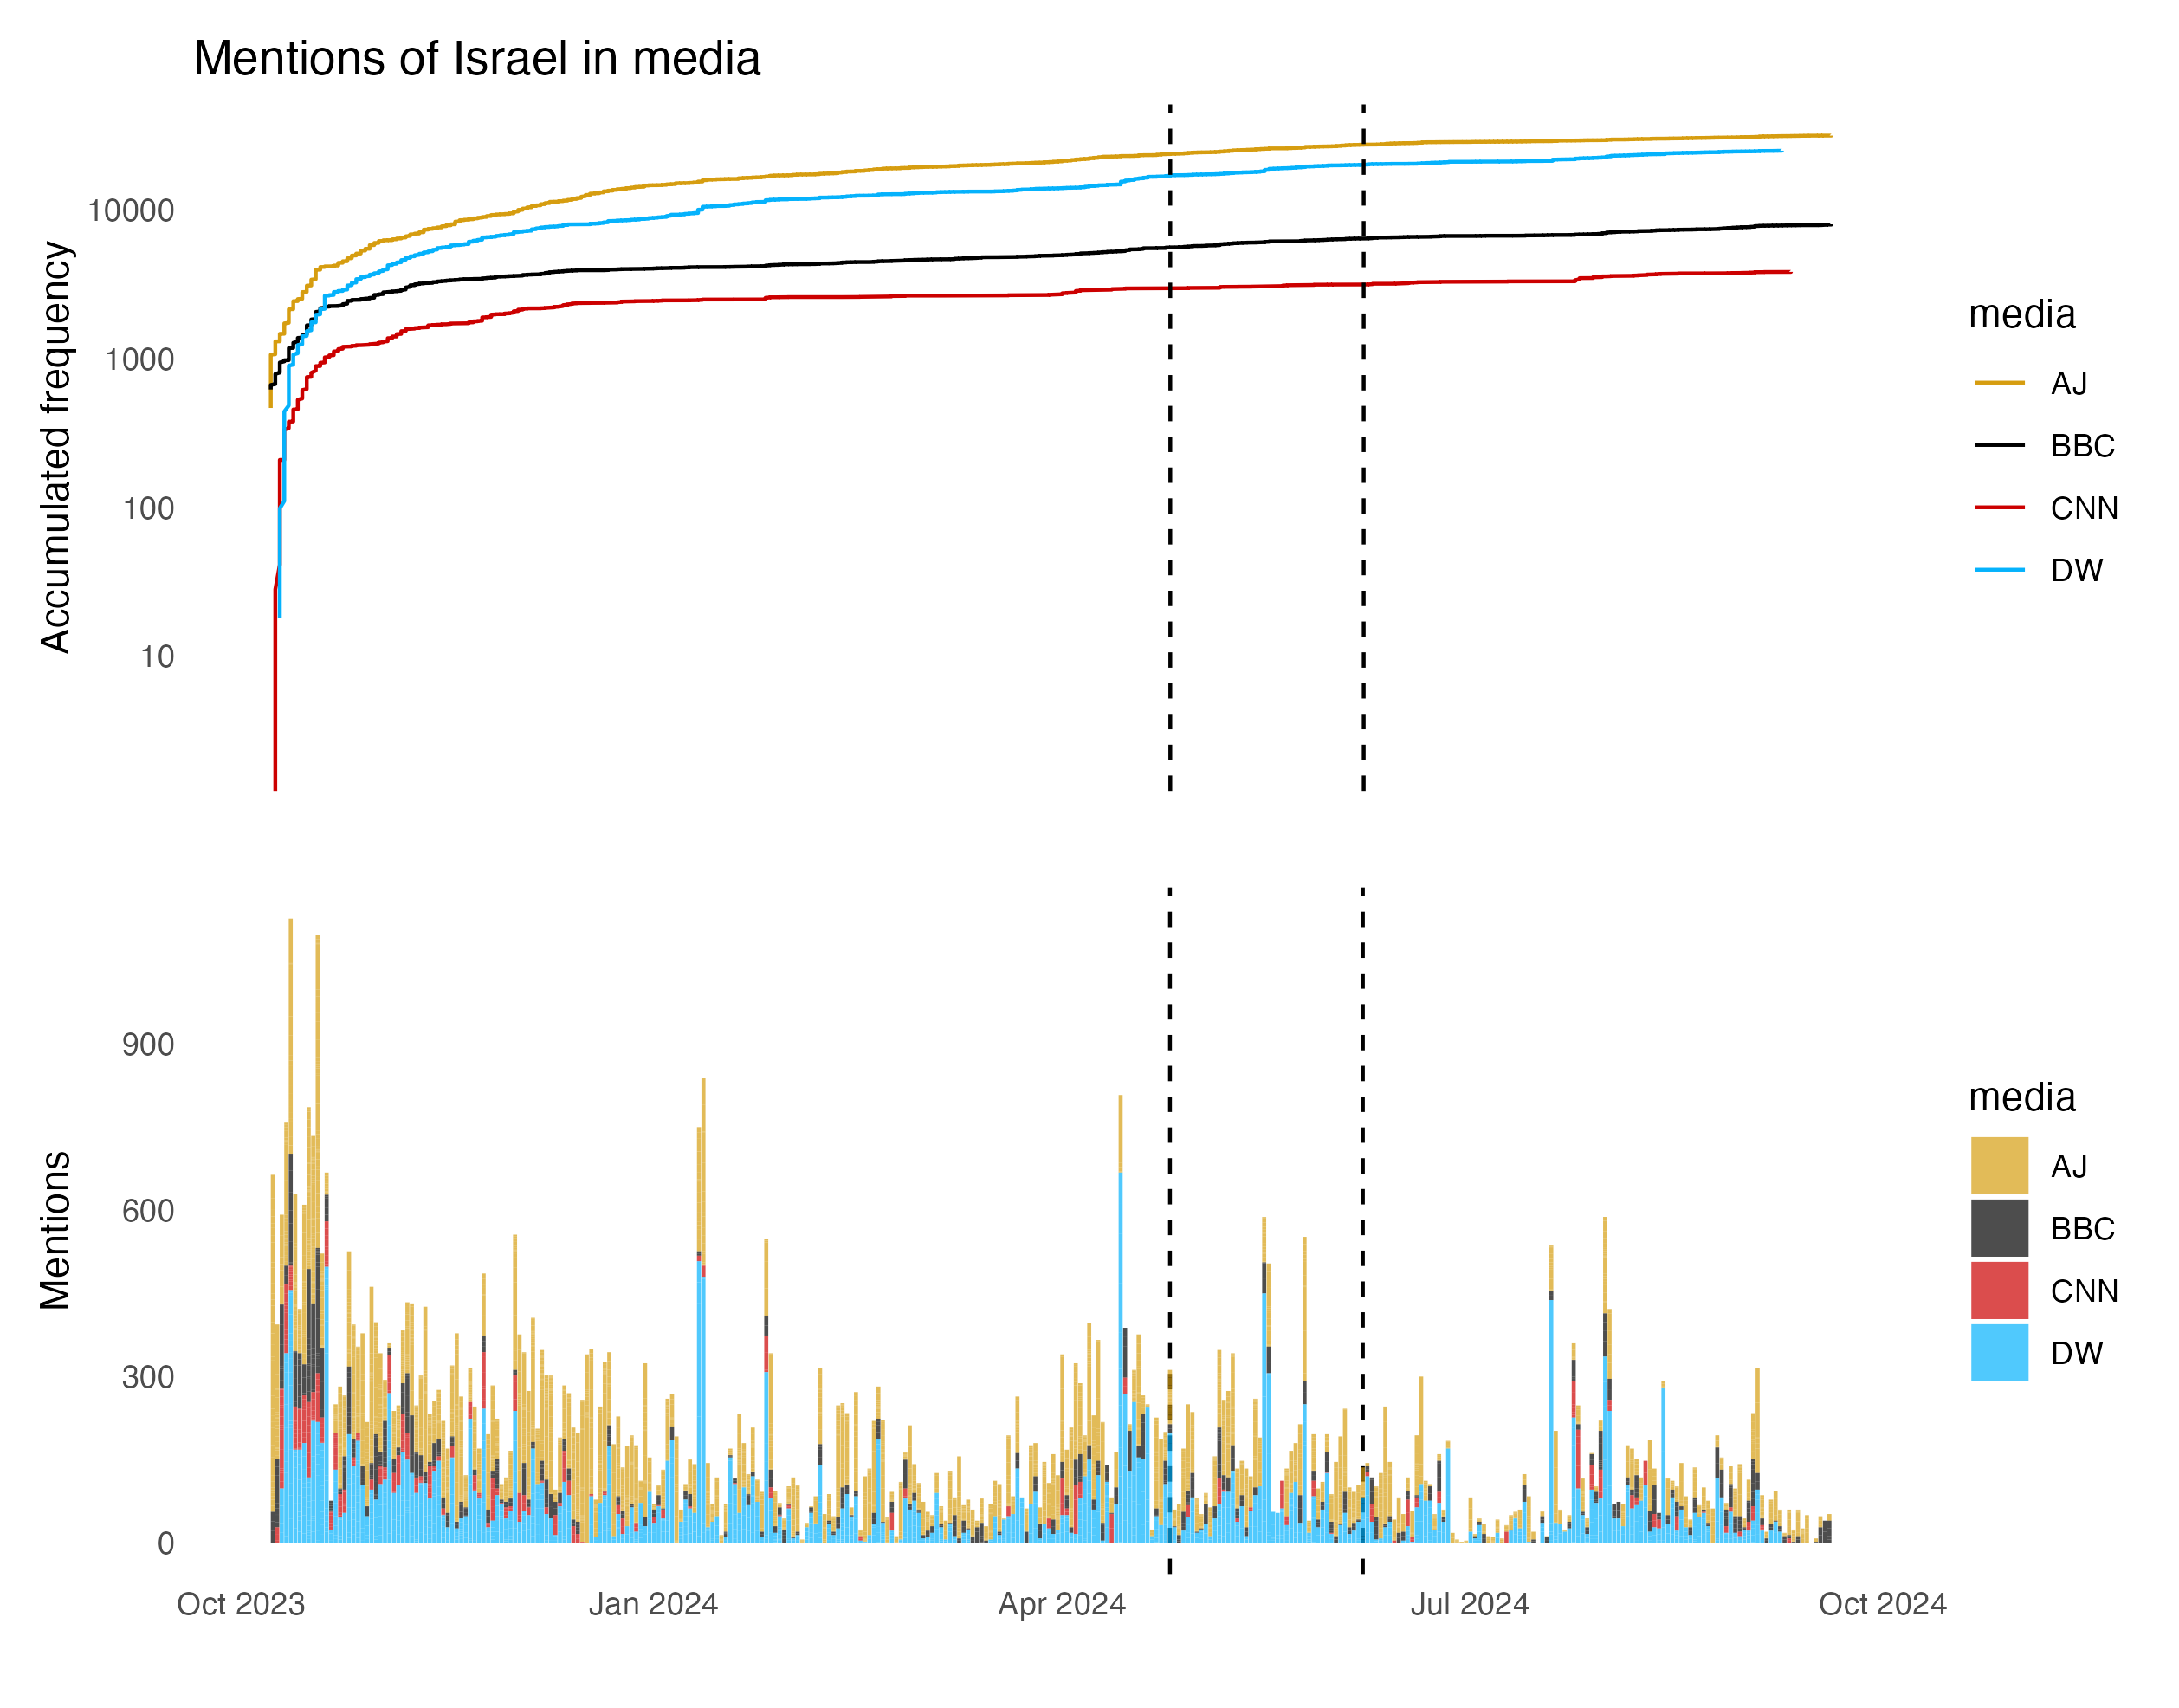 Mentions of Israel in media
Accumulated frequency
10000
1000
100
10
media
AJ
BBC
CNN
DW
Mentions
900
600
300
0
media
AJ
BBC
CNN
DW
Oct 2023
Jan 2024
Apr 2024
Jul 2024
Oct 2024